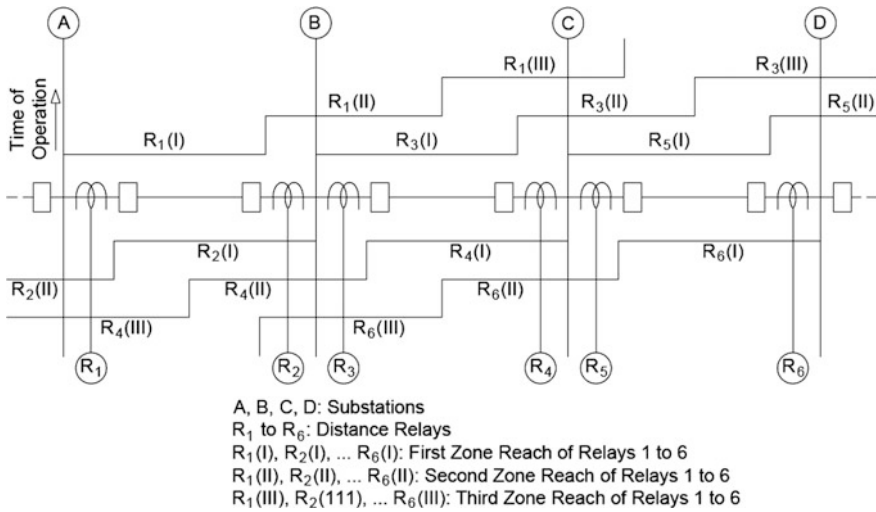 A B C D
Time of Operation
R₁(III) R₃(III)
R₁(II) R₃(II) R₅(II)
R₁(I) R₃(I) R₅(I)
R₂(I) R₄(I) R₆(I)
R₂(II) R₄(II) R₆(II)
R₄(III) R₆(III)
R₁ R₂ R₃ R₄ R₅ R₆
A, B, C, D: Substations
R₁ to R₆: Distance Relays
R₁(I), R₂(I), ... R₆(I): First Zone Reach of Relays 1 to 6
R₁(II), R₂(II), ... R₆(II): Second Zone Reach of Relays 1 to 6
R₁(III), R₂(111), ... R₆(III): Third Zone Reach of Relays 1 to 6